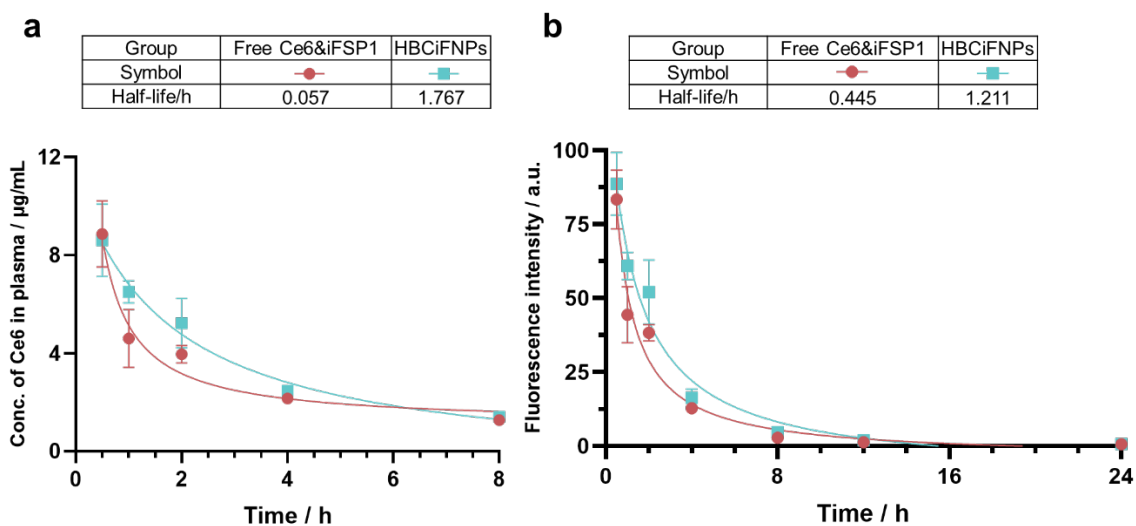 a
Group Free Ce6&iFSP1 HBCiFNPs
Symbol
Half-life/h 0.057 1.767
12
8
4
0
Conc. of Ce6 in plasma / µg/mL
0 2 4 6 8
Time / h
b
Group Free Ce6&iFSP1 HBCiFNPs
Symbol
Half-life/h 0.445 1.211
100
75
50
25
0
Fluorescence intensity / a.u.
0 8 16 24
Time / h